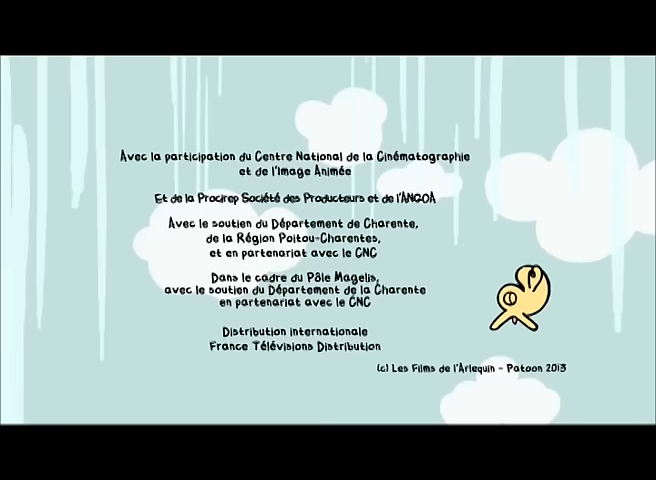 Avec la participation du Centre National de la Cinématographie
et de l'Image Animée
Et de la Procirep Société des Producteurs et de l'ANGOA
Avec le soutien du Département de Charente,
de la Région Poitou-Charentes,
et en partenariat avec le CNC
Dans le cadre du Pôle Magelis,
avec le soutien du Département de la Charente
en partenariat avec le CNC
Distribution internationale
France Télévisions Distribution
(c) Les Films de l'Arlequin - Patoon 2013